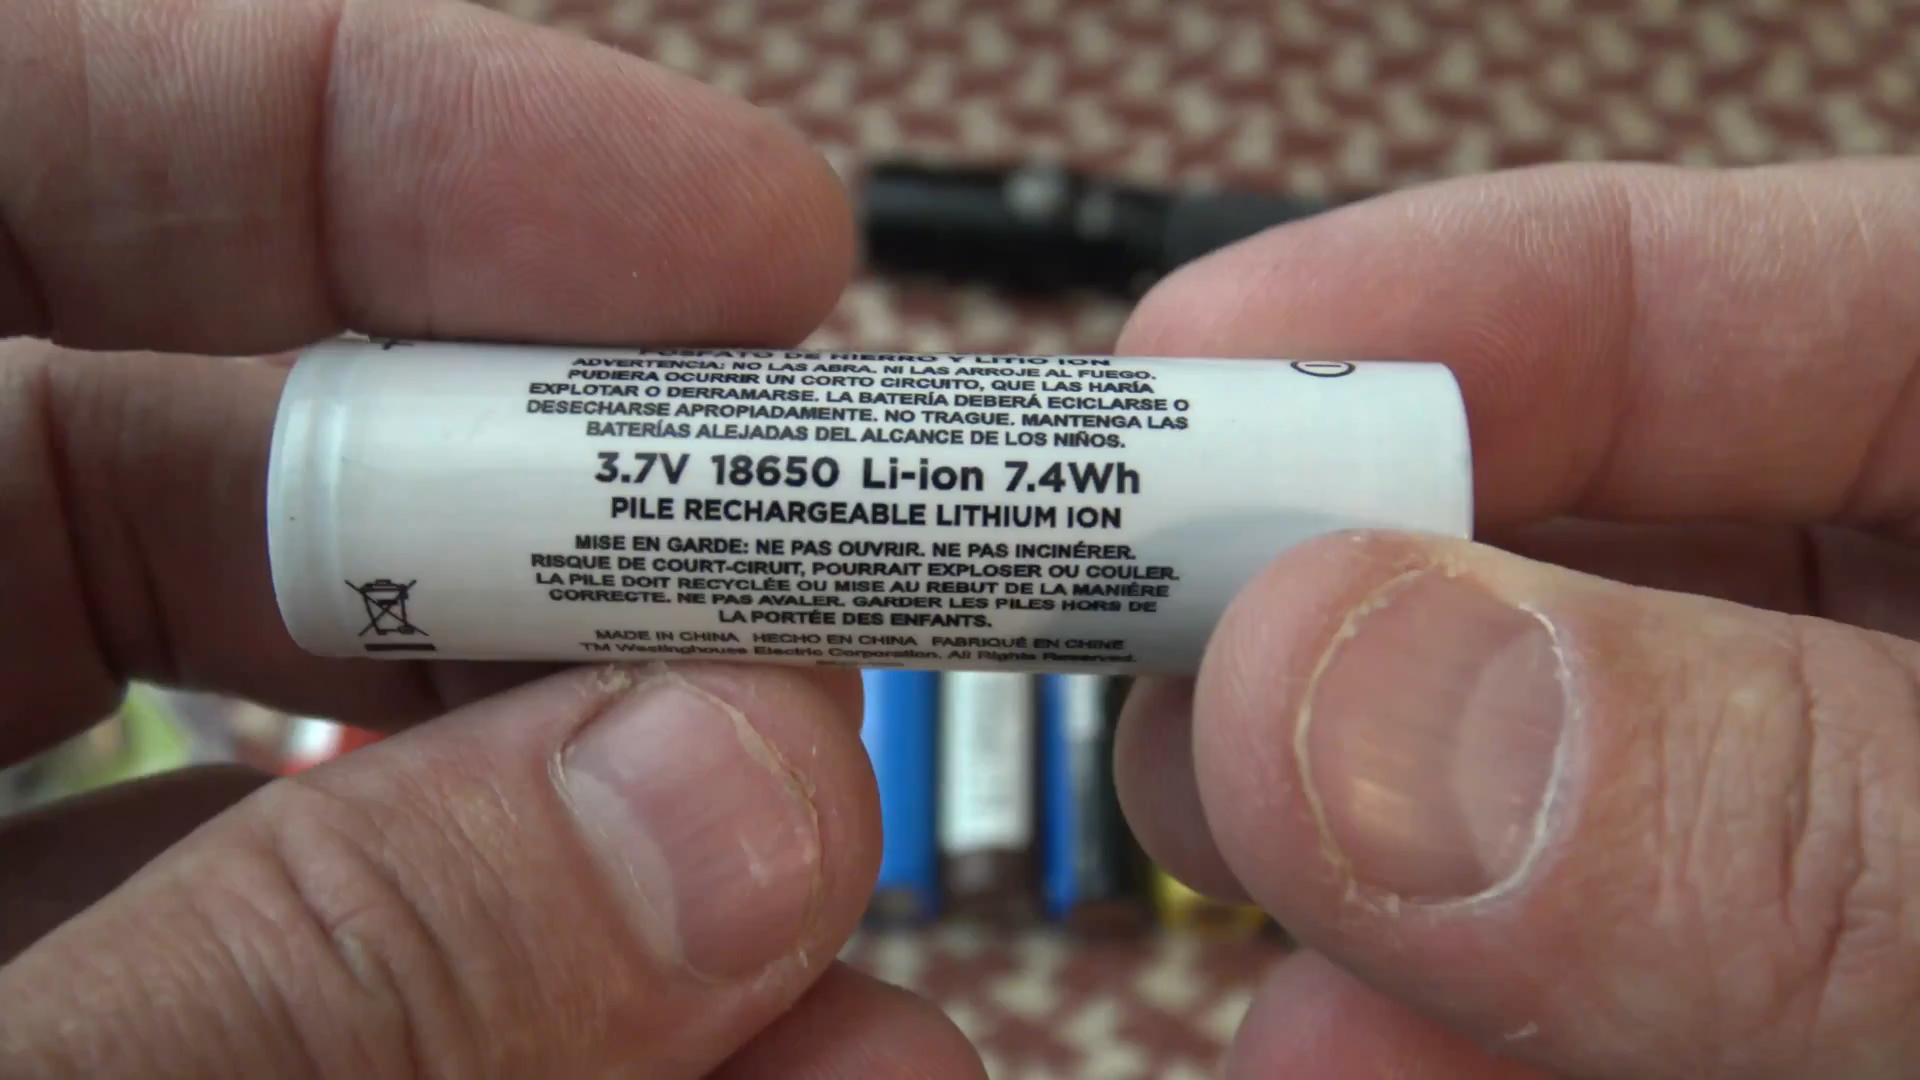 FOSFATO DE HIERRO Y LITIO ION
ADVERTENCIA: NO LAS ABRA. NI LAS ARROJE AL FUEGO.
PUDIERA OCURRIR UN CORTO CIRCUITO, QUE LAS HARÍA
EXPLOTAR O DERRAMARSE. LA BATERÍA DEBERÁ ECICLARSE O
DESECHARSE APROPIADAMENTE. NO TRAGUE. MANTENGA LAS
BATERÍAS ALEJADAS DEL ALCANCE DE LOS NIÑOS.
3.7V 18650 Li-ion 7.4Wh
PILE RECHARGEABLE LITHIUM ION
MISE EN GARDE: NE PAS OUVRIR. NE PAS INCINÉRER.
RISQUE DE COURT-CIRUIT, POURRAIT EXPLOSER OU COULER.
LA PILE DOIT RECYCLÉE OU MISE AU REBUT DE LA MANIÈRE
CORRECTE. NE PAS AVALER. GARDER LES PILES HORS DE
LA PORTÉE DES ENFANTS.
MADE IN CHINA HECHO EN CHINA FABRIQUÉ EN CHINE
TM Westinghouse Electric Corporation. All Rights Reserved.